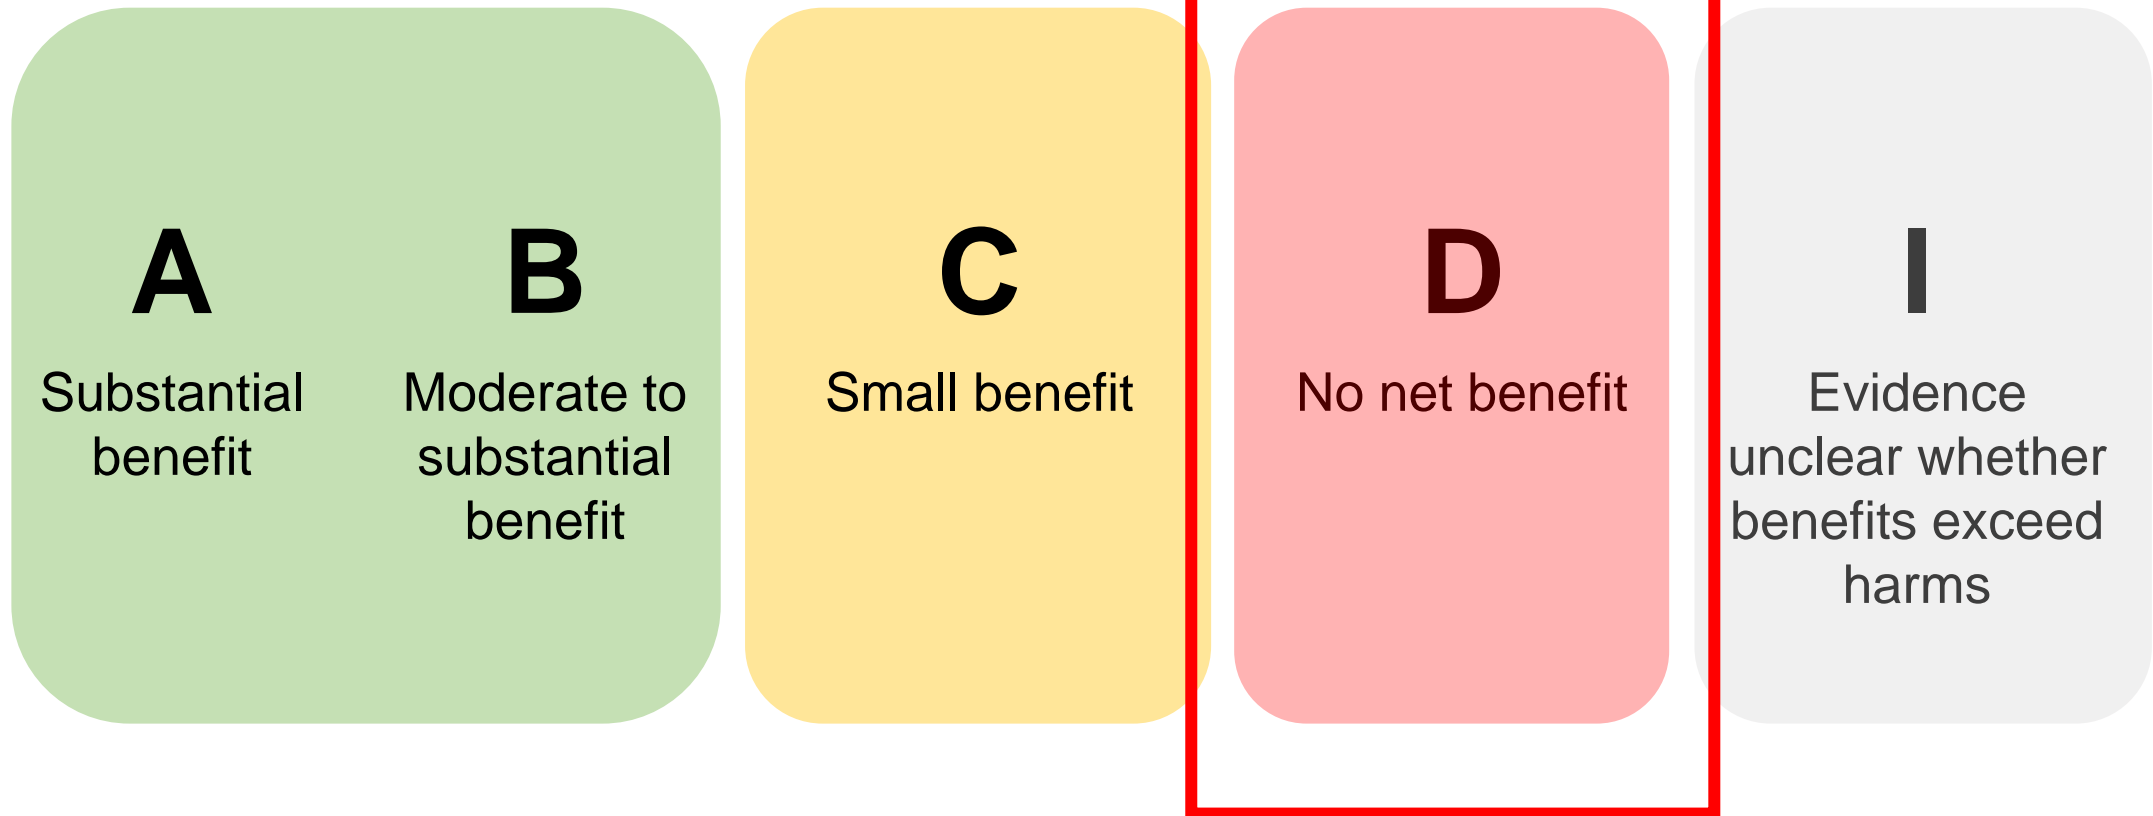 A
Substantial
benefit
B
Moderate to
substantial
benefit
C
Small benefit
D
No net benefit
I
Evidence
unclear whether
benefits exceed
harms